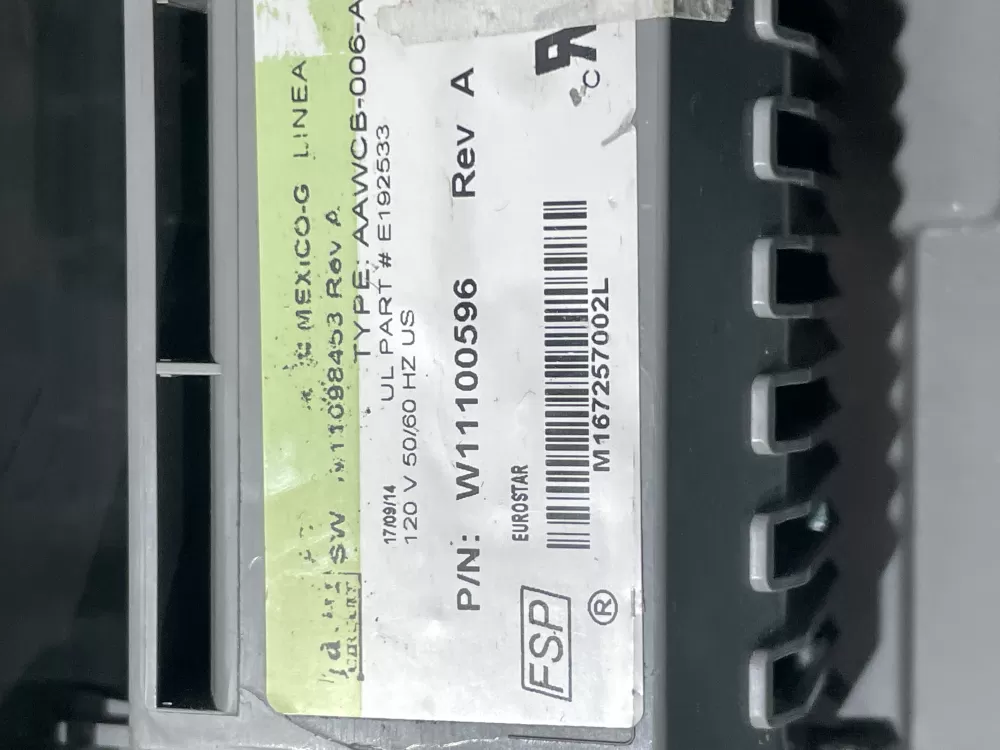 MEXICO-G LINEA
SW W11098453 Rev A
TYPE: AAWCB-006-A
UL PART # E192533
17/09/14
120 V 50/60 HZ US
P/N: W11100596 Rev A
EUROSTAR
M167257002L
FSP ®
c